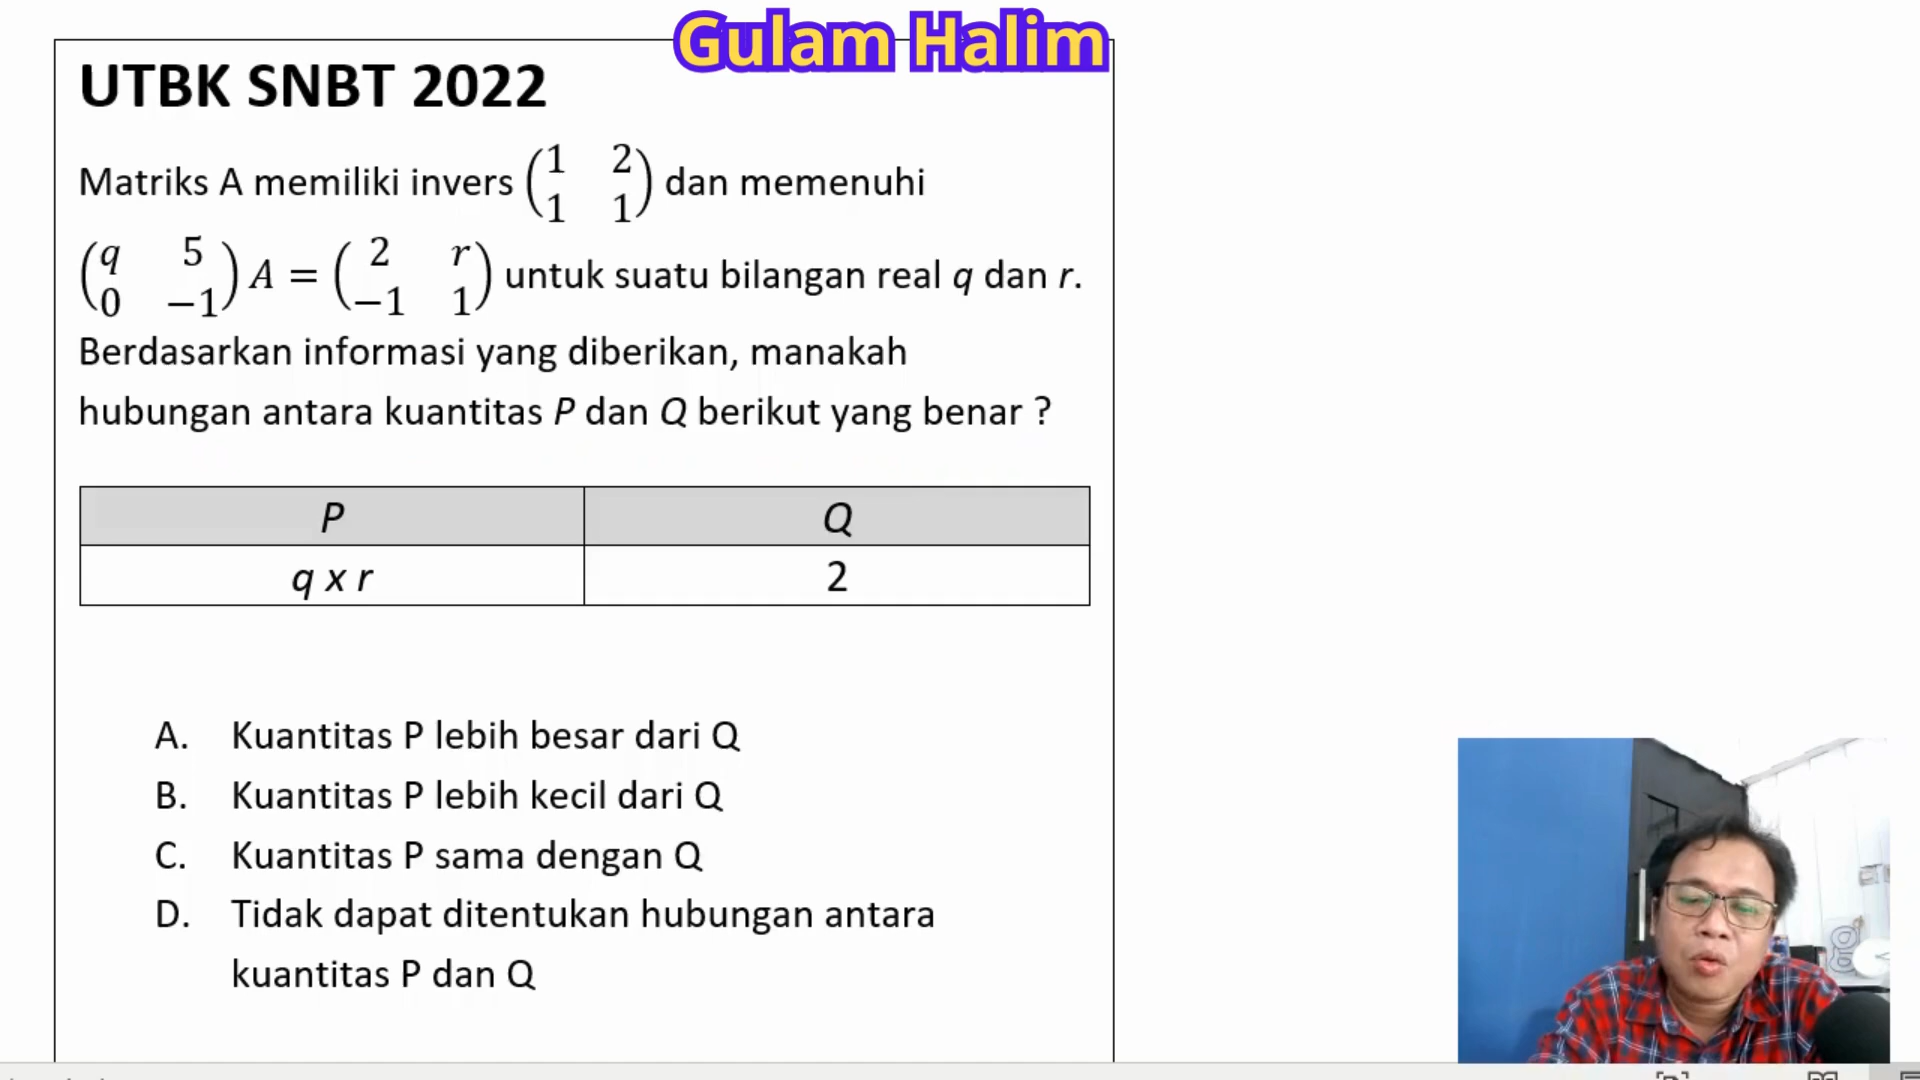 Gulam Halim
UTBK SNBT 2022
Matriks A memiliki invers (1 2
1 1) dan memenuhi
(q 5
0 −1) A = (2 r
−1 1) untuk suatu bilangan real q dan r.
Berdasarkan informasi yang diberikan, manakah
hubungan antara kuantitas P dan Q berikut yang benar ?
P Q
q x r 2
A. Kuantitas P lebih besar dari Q
B. Kuantitas P lebih kecil dari Q
C. Kuantitas P sama dengan Q
D. Tidak dapat ditentukan hubungan antara
kuantitas P dan Q